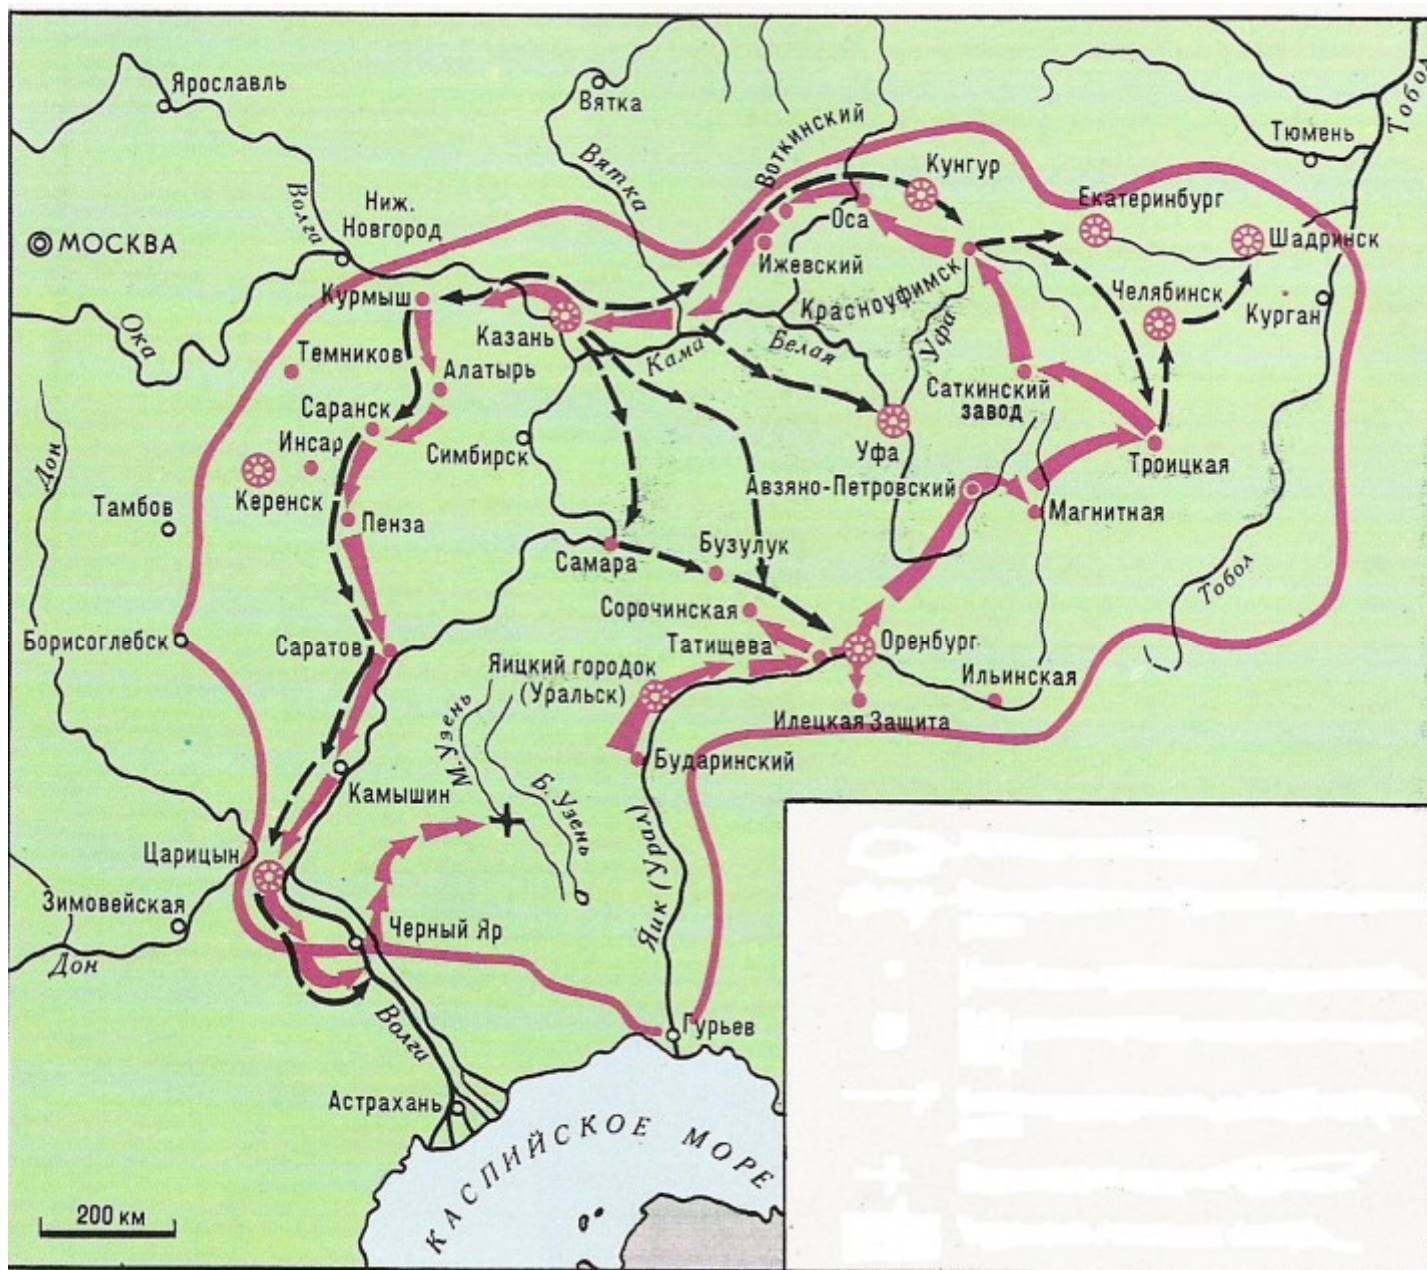 Ярославль
Вятка
Воткинский
Тюмень
Тобол
Вятка
Кунгур
Волга
Ниж.
Новгород
Екатеринбург
МОСКВА
Оса
Шадринск
Ижевский
Курмыш
Красноуфимск
Челябинск
Казань
Курган
Ока
Уфа
Темников
Кама
Белая
Алатырь
Саткинский
завод
Саранск
Инсар
Симбирск
Уфа
Троицкая
Дон
Керенск
Авзяно-Петровский
Тамбов
Пенза
Магнитная
Самара
Бузулук
Тобол
Сорочинская
Борисоглебск
Саратов
Татищева
Оренбург
Яицкий городок
(Уральск)
Ильинская
М. Узень
Илецкая Защита
Бударинский
Камышин
Б. Узень
Царицын
Яик (Урал)
Зимовейская
Черный Яр
Дон
Волга
Гурьев
Астрахань
КАСПИЙСКОЕ МОРЕ
200 км